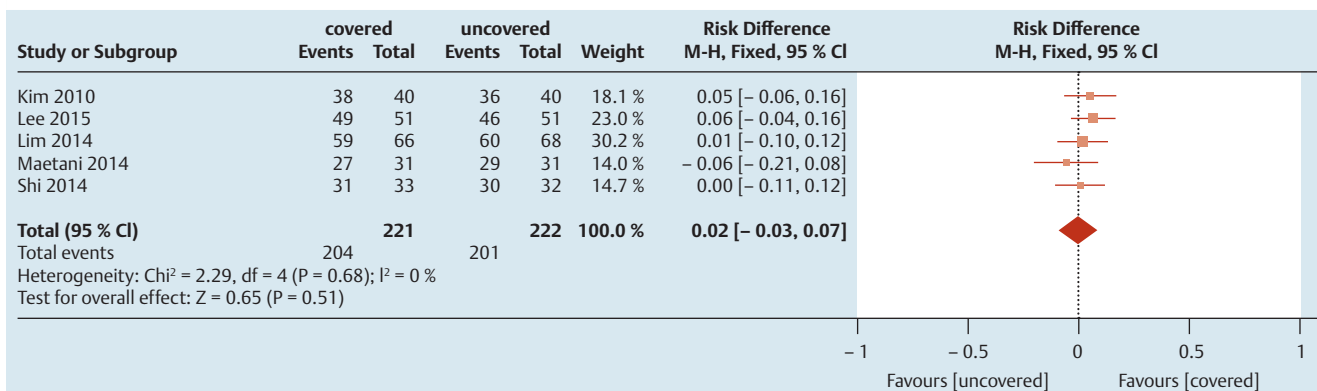 covered uncovered Risk Difference Risk Difference
Study or Subgroup Events Total Events Total Weight M-H, Fixed, 95 % Cl M-H, Fixed, 95 % Cl
Kim 2010 38 40 36 40 18.1 % 0.05 [– 0.06, 0.16]
Lee 2015 49 51 46 51 23.0 % 0.06 [– 0.04, 0.16]
Lim 2014 59 66 60 68 30.2 % 0.01 [– 0.10, 0.12]
Maetani 2014 27 31 29 31 14.0 % – 0.06 [– 0.21, 0.08]
Shi 2014 31 33 30 32 14.7 % 0.00 [– 0.11, 0.12]
Total (95 % Cl) 221 222 100.0 % 0.02 [– 0.03, 0.07]
Total events 204 201
Heterogeneity: Chi² = 2.29, df = 4 (P = 0.68); l² = 0 %
Test for overall effect: Z = 0.65 (P = 0.51)
– 1 – 0.5 0 0.5 1
Favours [uncovered] Favours [covered]